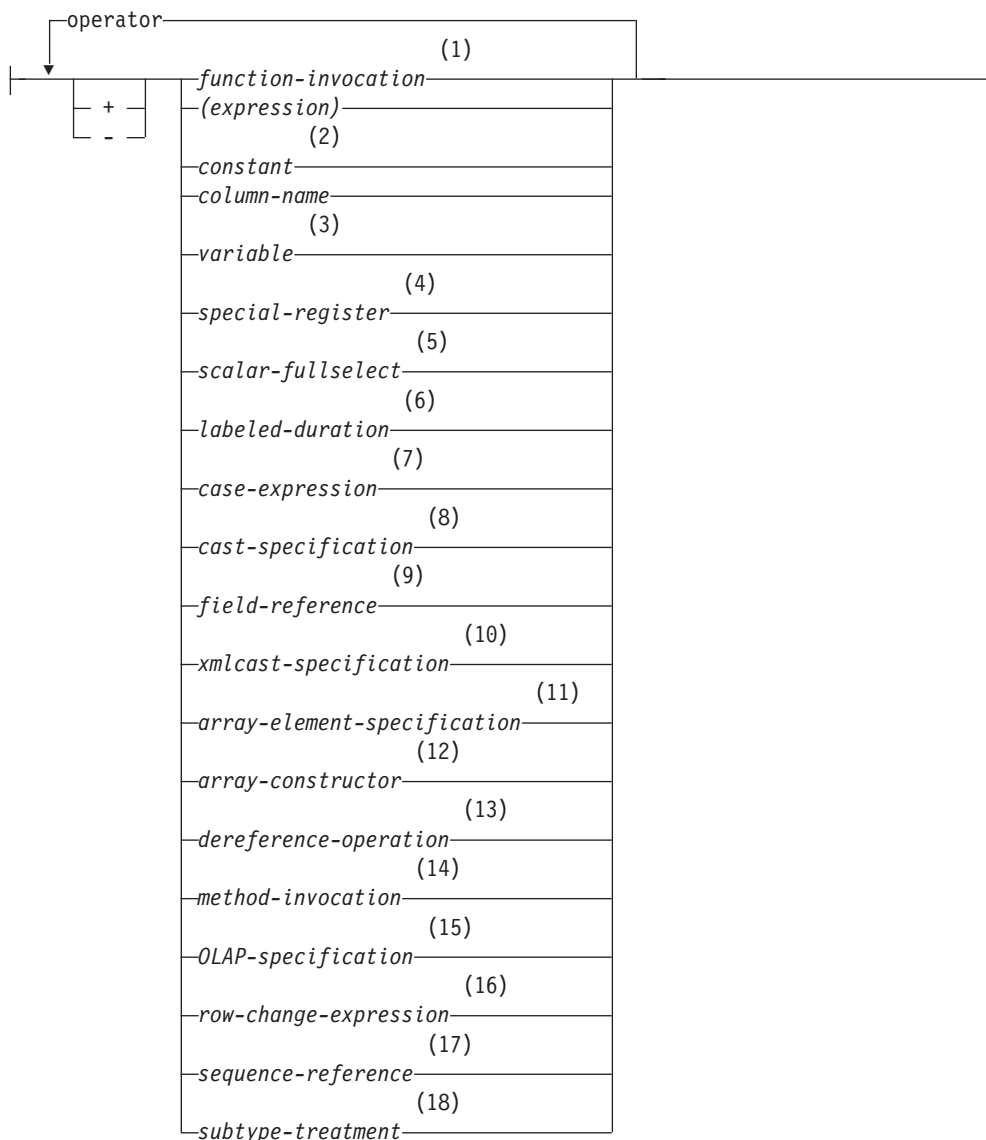 operator
(1)
function-invocation
+
(expression)
-
(2)
constant
column-name
(3)
variable
(4)
special-register
(5)
scalar-fullselect
(6)
labeled-duration
(7)
case-expression
(8)
cast-specification
(9)
field-reference
(10)
xmlcast-specification
(11)
array-element-specification
(12)
array-constructor
(13)
dereference-operation
(14)
method-invocation
(15)
OLAP-specification
(16)
row-change-expression
(17)
sequence-reference
(18)
subtype-treatment